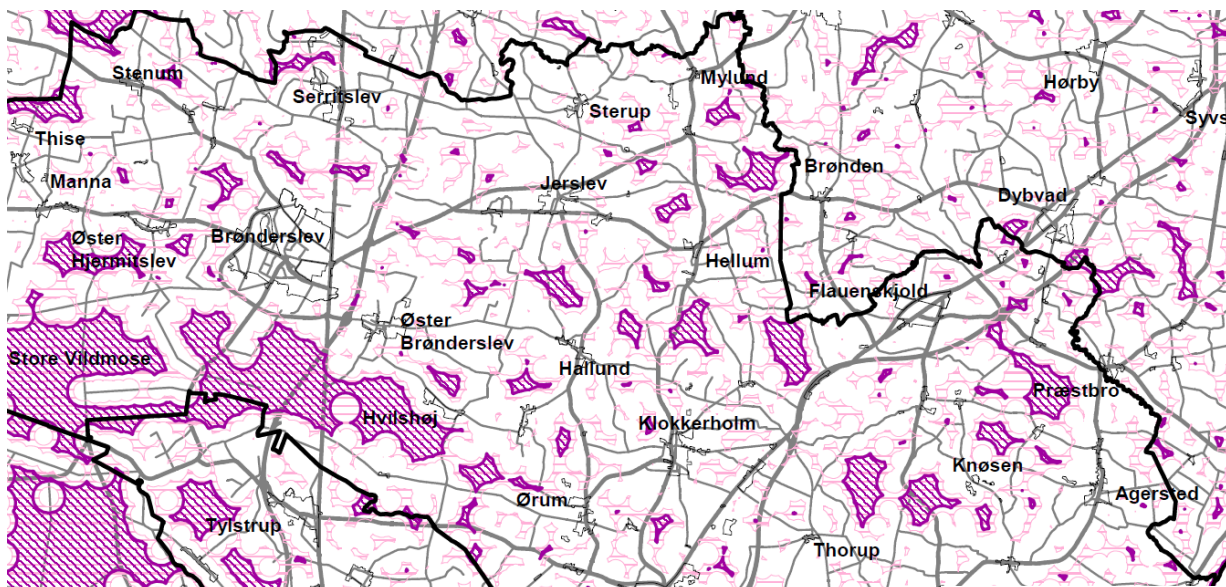 Stenum
Mylund
Hørby
Serritslev
Sterup
Syvs
Thise
Brønden
Manna
Jerslev
Dybvad
Øster
Hjermitslev
Brønderslev
Hellum
Flauenskjold
Øster
Brønderslev
Store Vildmose
Hallund
Præstbro
Hvilshøj
Klokkerholm
Knøsen
Ørum
Agersted
Tylstrup
Thorup